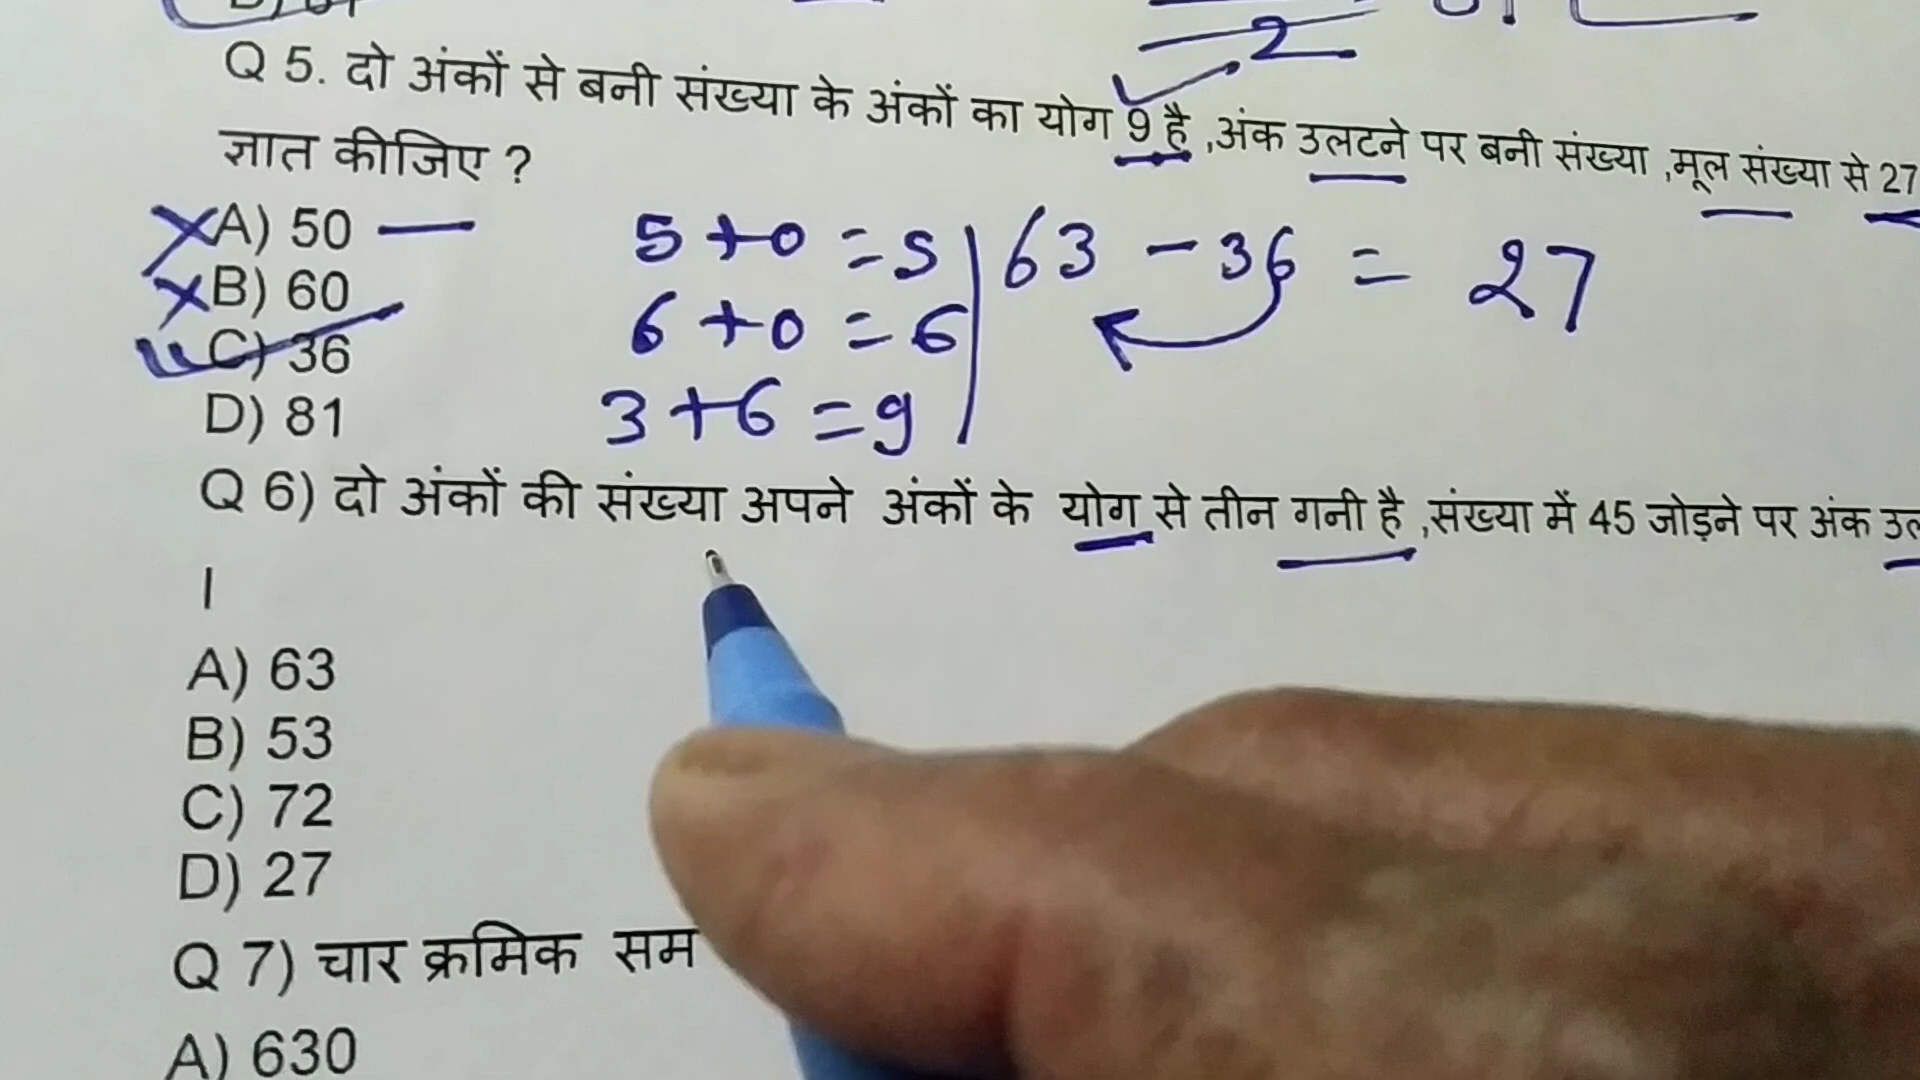 2
Q 5. दो अंकों से बनी संख्या के अंकों का योग 9 है ,अंक उलटने पर बनी संख्या ,मूल संख्या से 27
ज्ञात कीजिए ?
A) 50
B) 60
C) 36
D) 81
5 + 0 = 5
6 + 0 = 6
3 + 6 = 9
63 - 36 = 27
Q 6) दो अंकों की संख्या अपने अंकों के योग से तीन गनी है ,संख्या में 45 जोड़ने पर अंक
।
A) 63
B) 53
C) 72
D) 27
Q 7) चार क्रमिक सम
A) 630